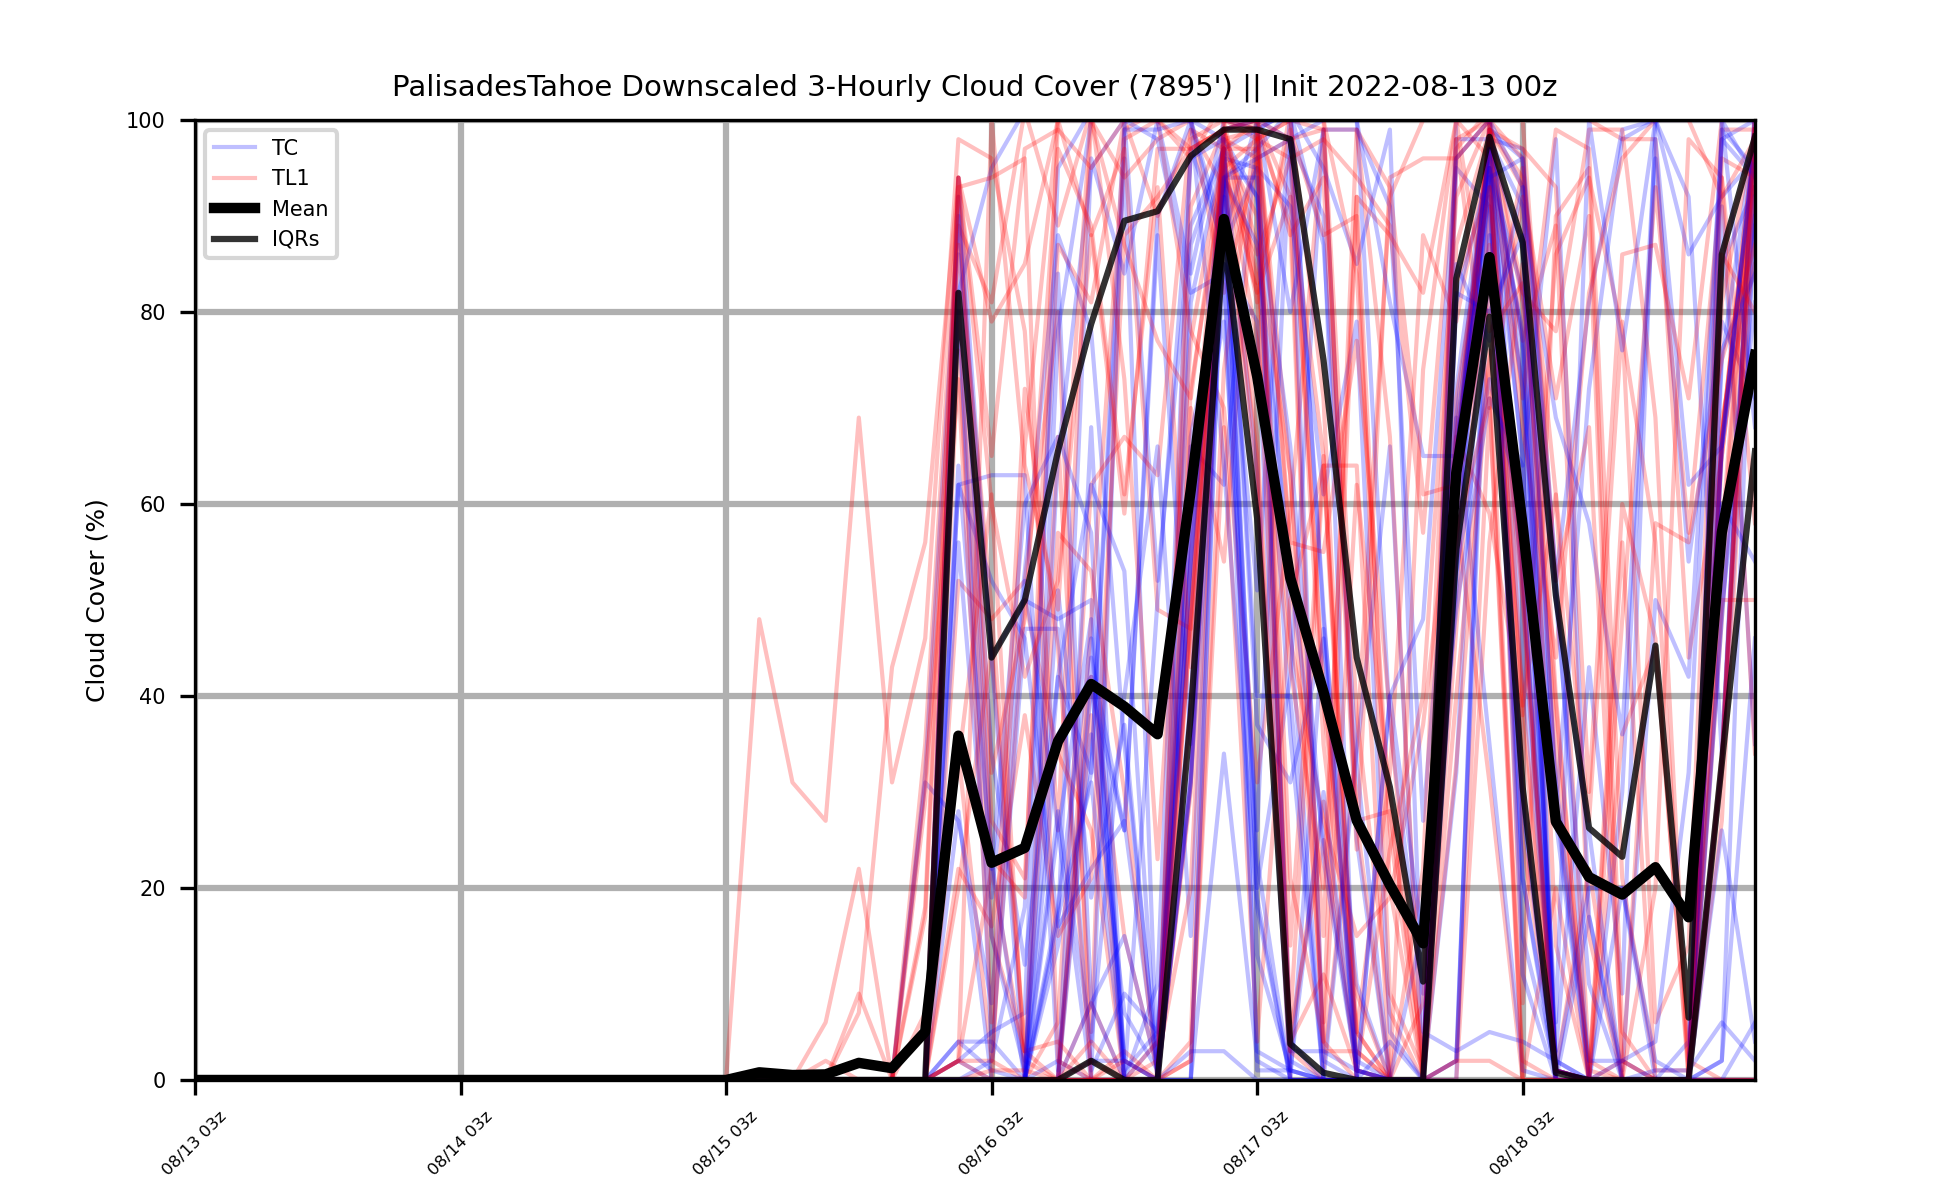 PalisadesTahoe Downscaled 3-Hourly Cloud Cover (7895') || Init 2022-08-13 00z
TC
TL1
Mean
IQRs
Cloud Cover (%)
100
80
60
40
20
0
08/13 03z
08/14 03z
08/15 03z
08/16 03z
08/17 03z
08/18 03z